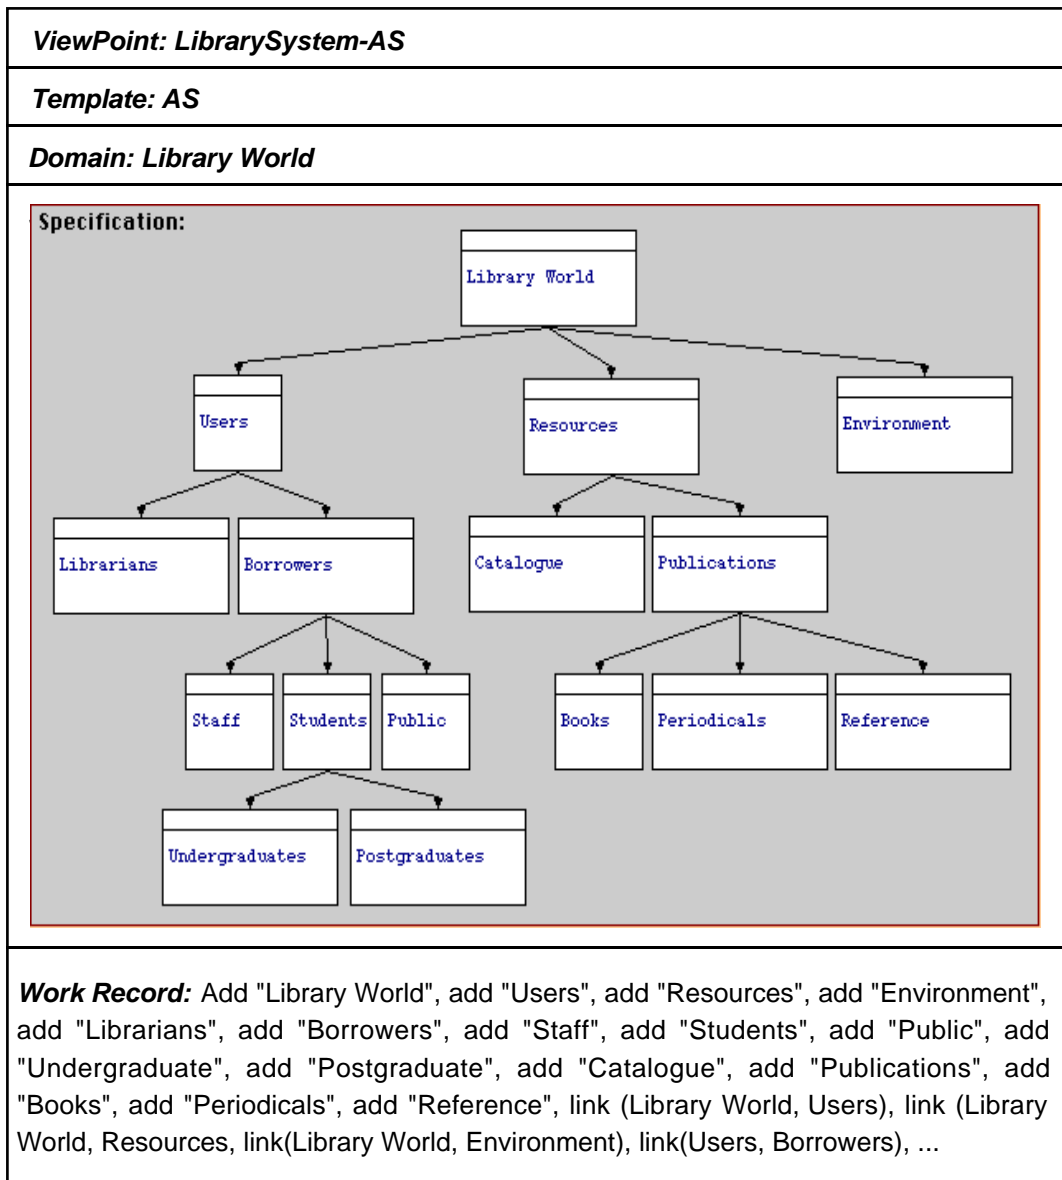 ViewPoint: LibrarySystem-AS
Template: AS
Domain: Library World
Specification:
Library World
Users
Resources
Environment
Librarians
Borrowers
Catalogue
Publications
Staff
Students
Public
Books
Periodicals
Reference
Undergraduates
Postgraduates
Work Record: Add "Library World", add "Users", add "Resources", add "Environment",
add "Librarians", add "Borrowers", add "Staff", add "Students", add "Public", add
"Undergraduate", add "Postgraduate", add "Catalogue", add "Publications", add
"Books", add "Periodicals", add "Reference", link (Library World, Users), link (Library
World, Resources, link(Library World, Environment), link(Users, Borrowers), ...